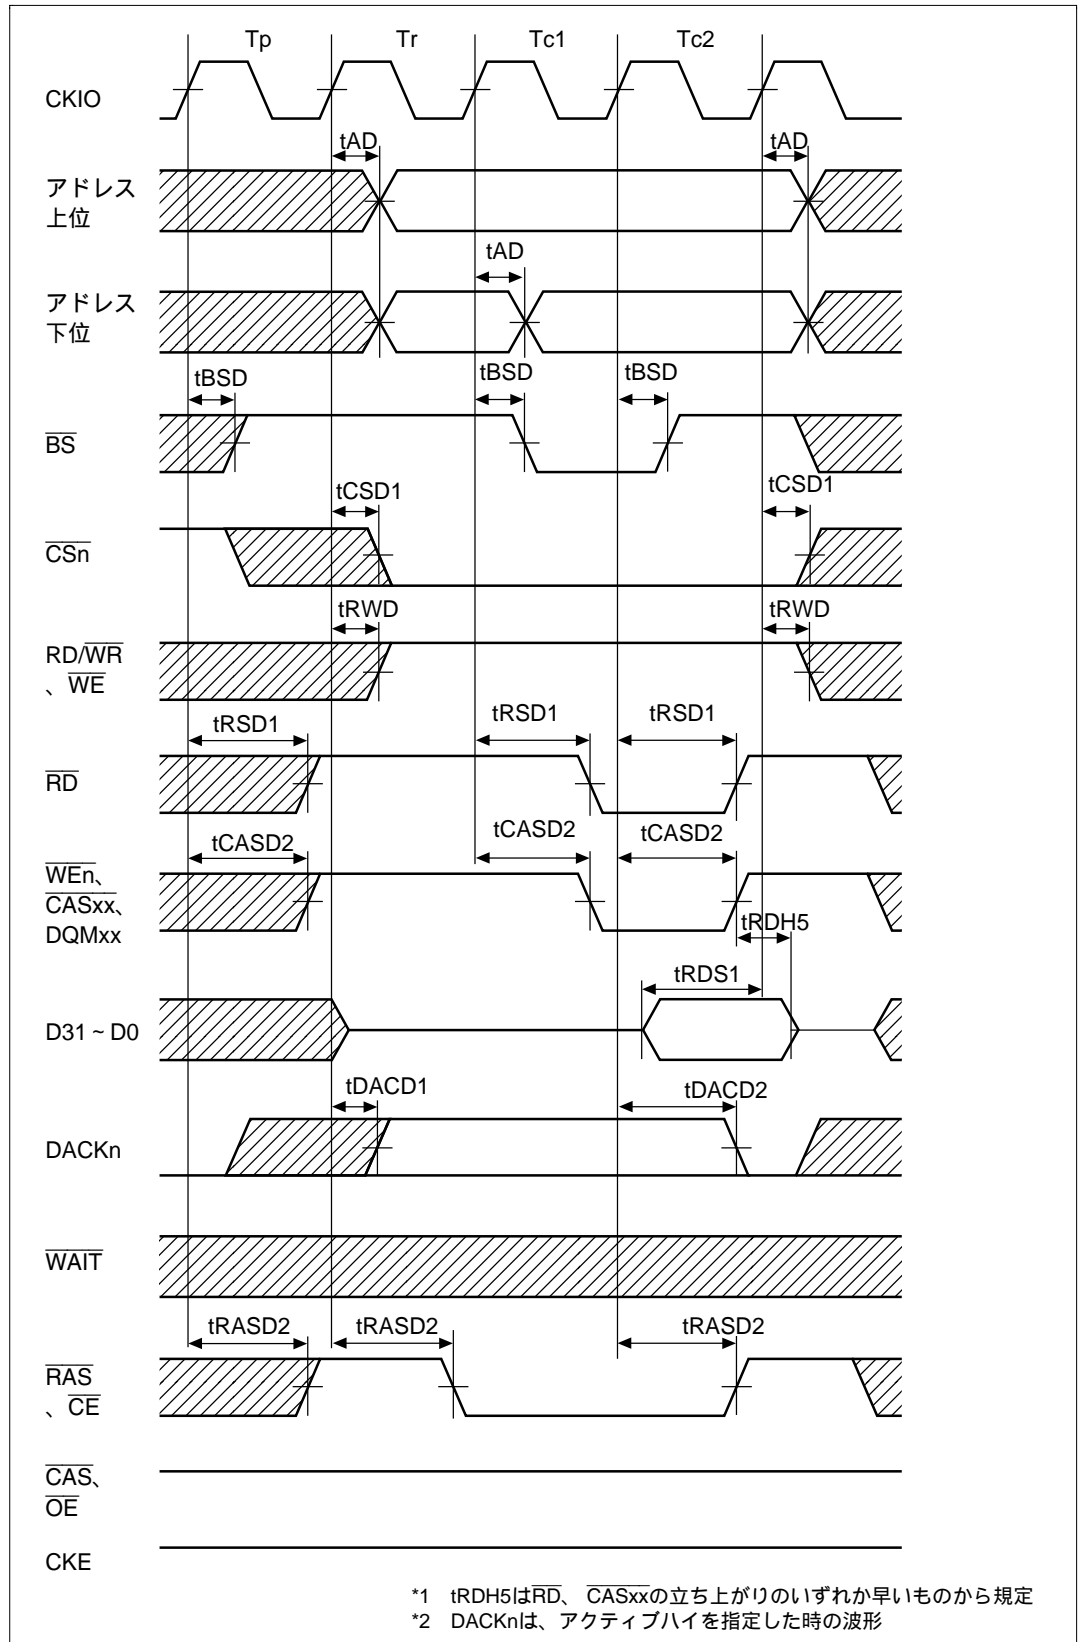 Tp Tr Tc1 Tc2
CKIO
tAD tAD
アドレス
上位
tAD
アドレス
下位
tBSD tBSD tBSD
BS
tCSD1 tCSD1
CSn
tRWD tRWD
RD/WR
、WE
tRSD1 tRSD1 tRSD1
RD
tCASD2 tCASD2 tCASD2
WEn、
CASxx、
DQMxx
tRDH5
tRDS1
D31 ~ D0
tDACD1 tDACD2
DACKn
WAIT
tRASD2 tRASD2 tRASD2
RAS
、CE
CAS、
OE
CKE
*1 tRDH5はRD、 CASxxの立ち上がりのいずれか早いものから規定
*2 DACKnは、アクティブハイを指定した時の波形